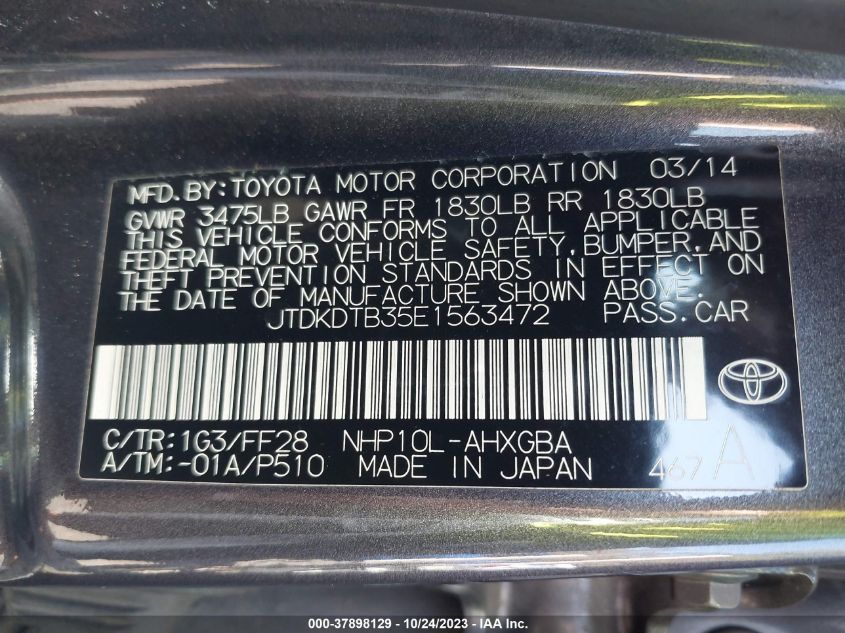 MFD.BY:TOYOTA MOTOR CORPORATION 03/14
GVWR 3475LB GAWR FR 1830LB RR 1830LB
THIS VEHICLE CONFORMS TO ALL APPLICABLE
FEDERAL MOTOR VEHICLE SAFETY,BUMPER,AND
THEFT PREVENTION STANDARDS IN EFFECT ON
THE DATE OF MANUFACTURE SHOWN ABOVE.
JTDKDTB35E1563472 PASS.CAR
C/TR:1G3/FF28 NHP10L-AHXGBA
A/TM:-01A/P510 MADE IN JAPAN 467 A
000-37898129 / 10/24/2023 / IAA, Inc.